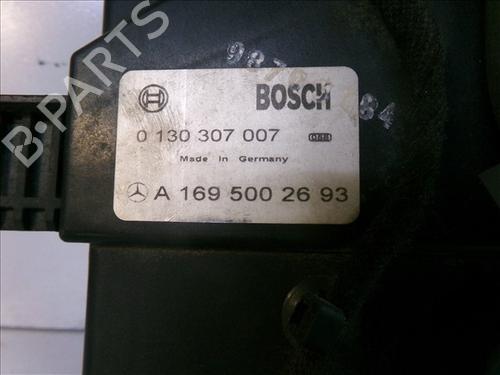 B-PARTS
BOSCH
0 130 307 007
Made in Germany
A 169 500 26 93